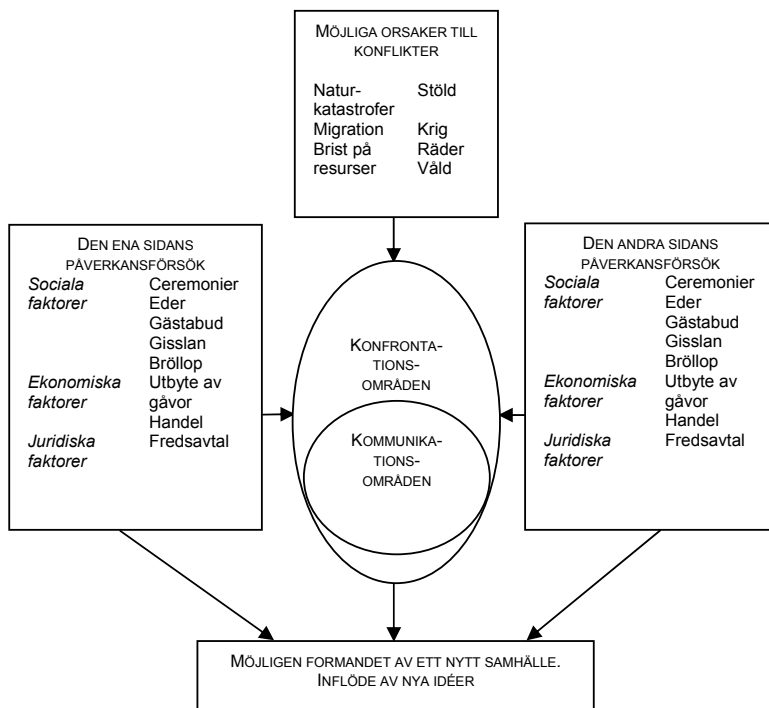 MÖJLIGA ORSAKER TILL
KONFLIKTER
Natur- Stöld
katastrofer
Migration Krig
Brist på Räder
resurser Våld
DEN ENA SIDANS
PÅVERKANSFÖRSÖK
Sociala Ceremonier
faktorer Eder
Gästabud
Gisslan
Bröllop
Ekonomiska Utbyte av
faktorer gåvor
Handel
Juridiska Fredsavtal
faktorer
KONFRONTA-
TIONS-
OMRÅDEN
KOMMUNIKA-
TIONS-
OMRÅDEN
DEN ANDRA SIDANS
PÅVERKANSFÖRSÖK
Sociala Ceremonier
faktorer Eder
Gästabud
Gisslan
Bröllop
Ekonomiska Utbyte av
faktorer gåvor
Handel
Juridiska Fredsavtal
faktorer
MÖJLIGEN FORMANDET AV ETT NYTT SAMHÄLLE.
INFLÖDE AV NYA IDÉER